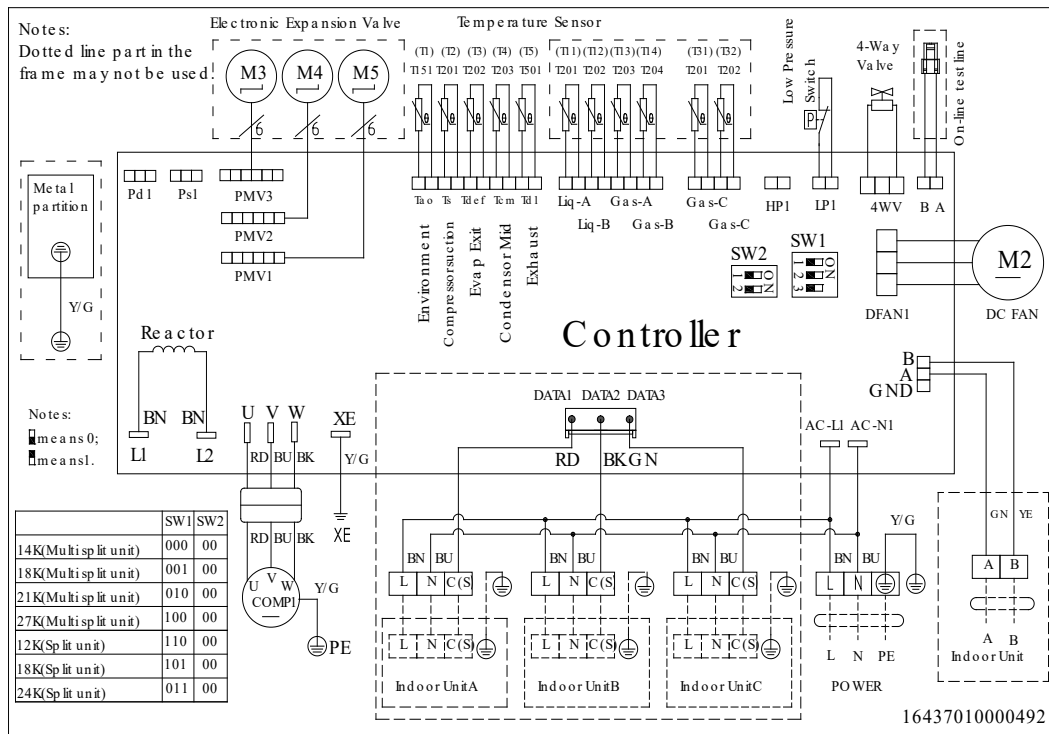 Notes:
Dotted line part in the
frame may not be used.
Electronic Expansion Valve
M3 M4 M5
6 6 6
Temperature Sensor
(T1) (T2) (T3) (T4) (T5)
T151 T201 T202 T203 T501
θ θ θ θ θ
(T11) (T12) (T13) (T14)
T201 T202 T203 T204
θ θ θ θ
(T31) (T32)
T201 T202
θ θ
Low Pressure
Switch
P
4-Way
Valve
On-line test line
Metal
partition
Y/G
Pd1 Ps1 PMV3
PMV2
PMV1
Tao Ts Tdef Tcm Td1
Environment
Compressorsuction
Evap Exit
Condensor Mid
Exhaust
Liq-A Gas-A Gas-C
Liq-B Gas-B Gas-C
HP1 LP1 4WV B A
SW2
1 2 ON
SW1
1 2 3 ON
M2
DFAN1 DC FAN
Reactor
BN BN
L1 L2
Controller
B
A
GND
Notes:
means0;
means1.
U V W XE
RD BU BK Y/G
XE
RD BU BK
U V W
COMP1
Y/G
PE
DATA1 DATA2 DATA3
RD BK GN
AC-L1 AC-N1
BN BU BN BU BN BU BN BU Y/G
L N C(S) L N C(S) L N C(S) L N
L N C(S) L N C(S) L N C(S)
Indoor UnitA Indoor UnitB Indoor UnitC
L N PE
POWER
GN YE
A B
A B
Indoor Unit
SW1 SW2
14K(Multi split unit) 000 00
18K(Multi split unit) 001 00
21K(Multi split unit) 010 00
27K(Multi split unit) 100 00
12K(Split unit) 110 00
18K(Split unit) 101 00
24K(Split unit) 011 00
16437010000492